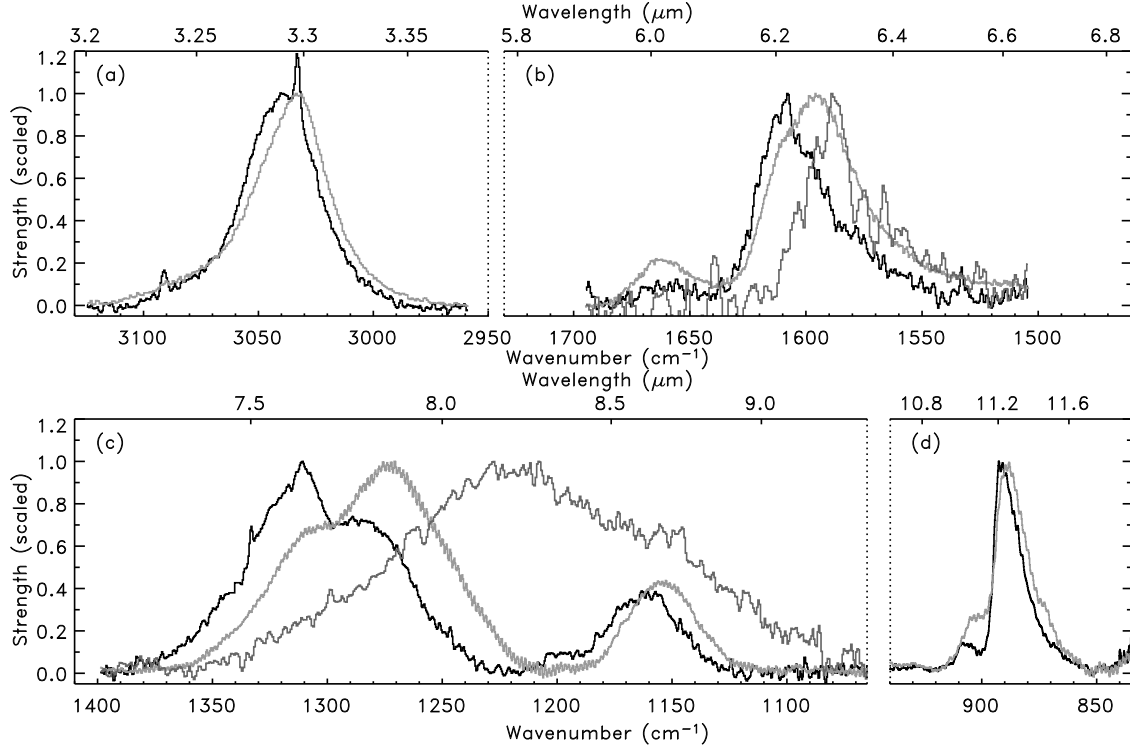 Wavelength (μm)
3.2 3.25 3.3 3.35 5.8 6.0 6.2 6.4 6.6 6.8
(a) (b)
Strength (scaled)
1.2
1.0
0.8
0.6
0.4
0.2
0.0
3100 3050 3000 2950 1700 1650 1600 1550 1500
Wavenumber (cm⁻¹)
Wavelength (μm)
7.5 8.0 8.5 9.0 10.8 11.2 11.6
(c) (d)
Strength (scaled)
1.2
1.0
0.8
0.6
0.4
0.2
0.0
1400 1350 1300 1250 1200 1150 1100 900 850
Wavenumber (cm⁻¹)